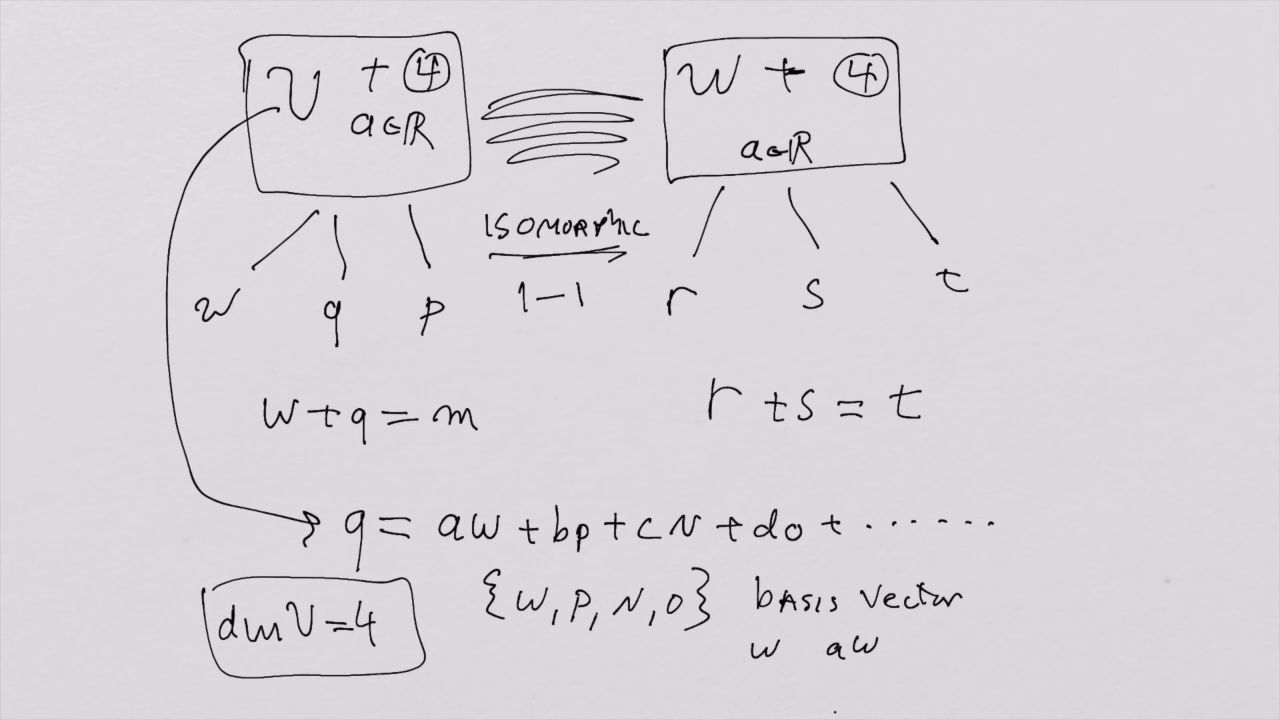 V + ④
a∈ℝ
W + ④
a∈ℝ
ISOMORPHIC
1–1
w q p
r s t
w + q = m
r + s = t
q = aw + bp + cN + do + ......
{w, p, N, o} basis vector
dim V = 4
w aw